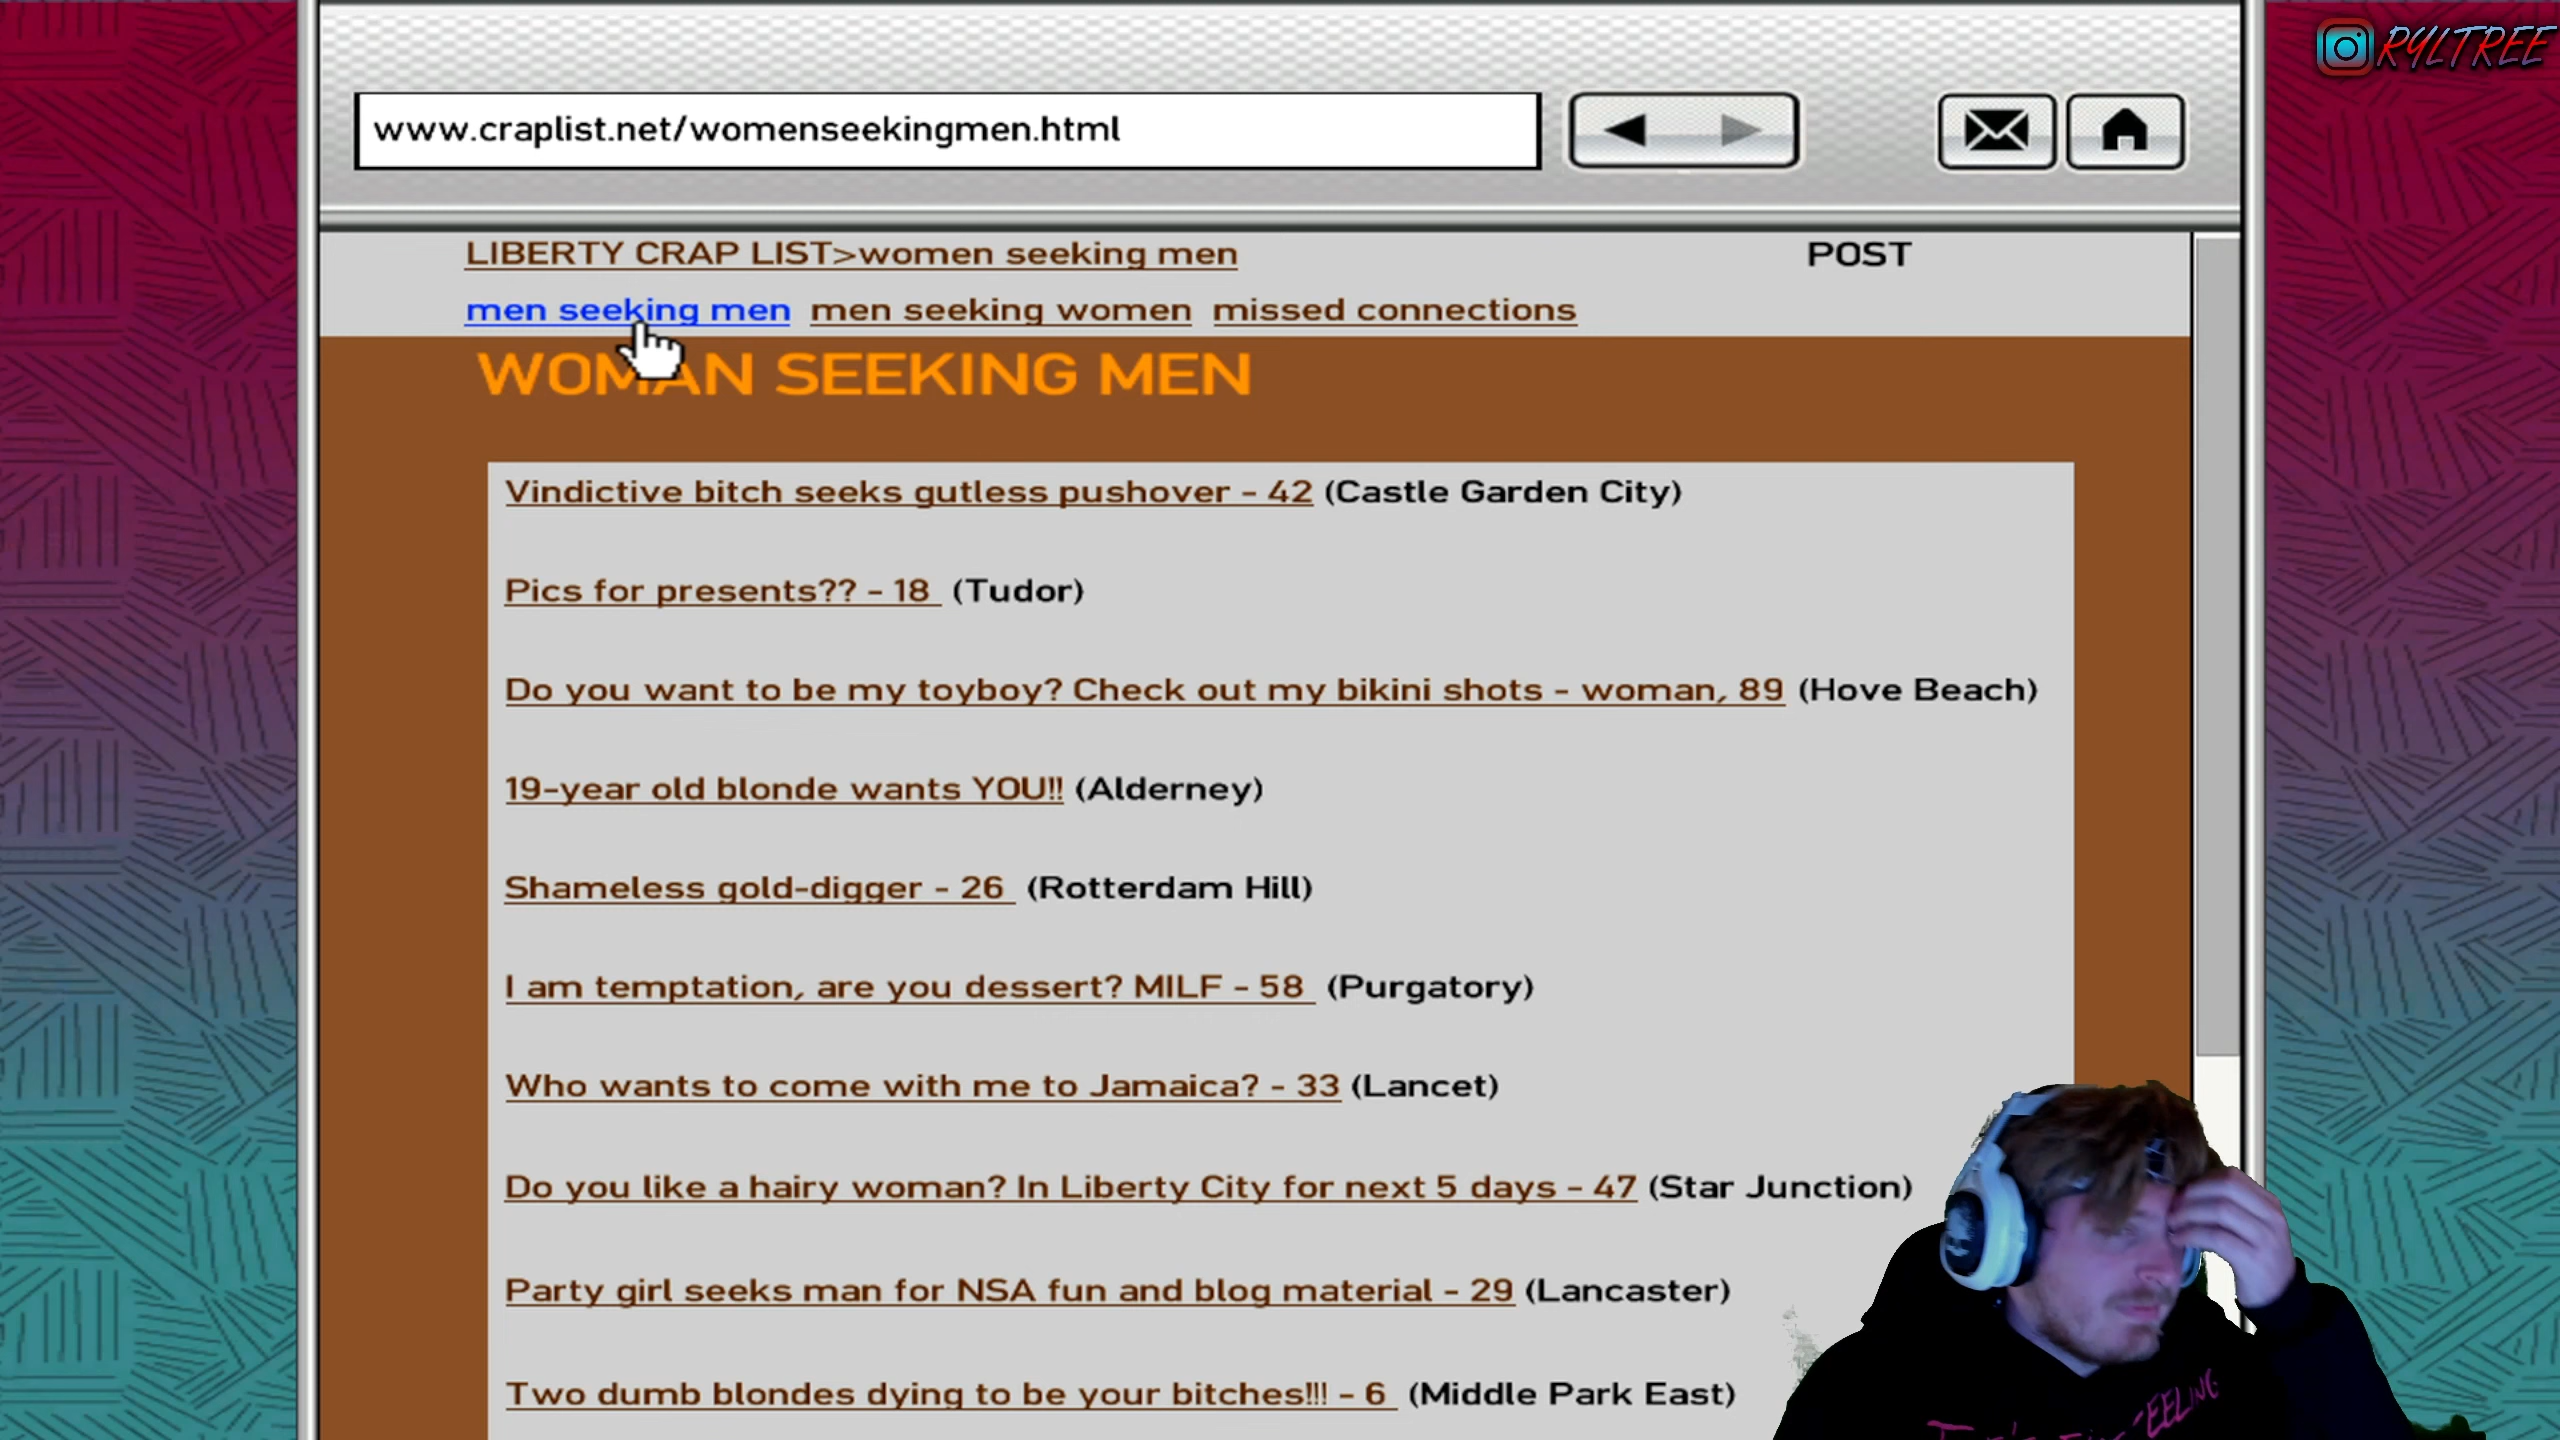 RYLTREE
www.craplist.net/womenseekingmen.html
LIBERTY CRAP LIST>women seeking men POST
men seeking men men seeking women missed connections
WOMAN SEEKING MEN
Vindictive bitch seeks gutless pushover - 42 (Castle Garden City)
Pics for presents?? - 18 (Tudor)
Do you want to be my toyboy? Check out my bikini shots - woman, 89 (Hove Beach)
19-year old blonde wants YOU!! (Alderney)
Shameless gold-digger - 26 (Rotterdam Hill)
I am temptation, are you dessert? MILF - 58 (Purgatory)
Who wants to come with me to Jamaica? - 33 (Lancet)
Do you like a hairy woman? In Liberty City for next 5 days - 47 (Star Junction)
Party girl seeks man for NSA fun and blog material - 29 (Lancaster)
Two dumb blondes dying to be your bitches!!! - 6 (Middle Park East)